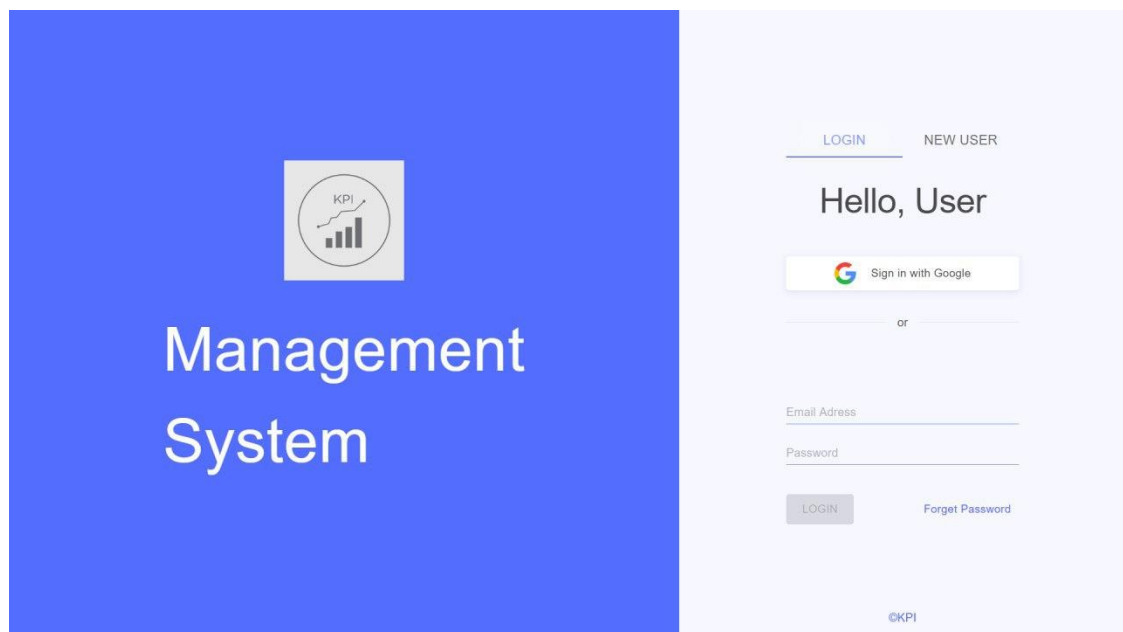 KPI
Management
System
LOGIN NEW USER
Hello, User
Sign in with Google
or
Email Adress
Password
LOGIN Forget Password
©KPI